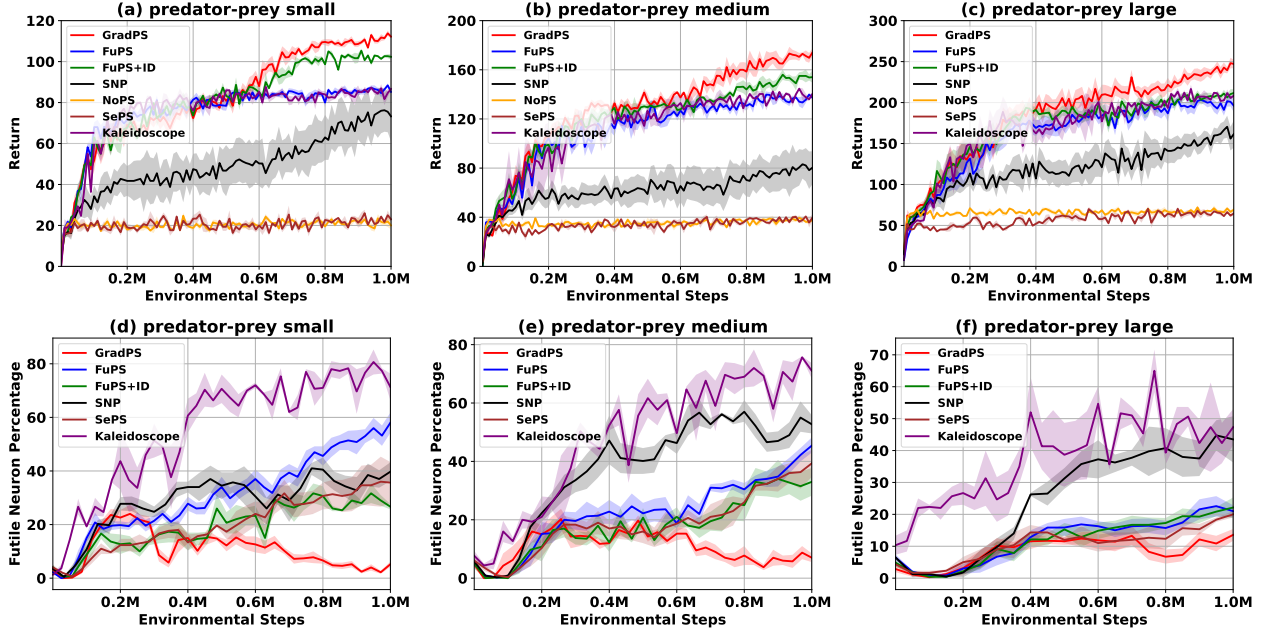 (a) predator-prey small
Return
120
100
80
60
40
20
0
GradPS
FuPS
FuPS+ID
SNP
NoPS
SePS
Kaleidoscope
0.2M 0.4M 0.6M 0.8M 1.0M
Environmental Steps
(b) predator-prey medium
Return
200
160
120
80
40
0
GradPS
FuPS
FuPS+ID
SNP
NoPS
SePS
Kaleidoscope
0.2M 0.4M 0.6M 0.8M 1.0M
Environmental Steps
(c) predator-prey large
Return
300
250
200
150
100
50
0
GradPS
FuPS
FuPS+ID
SNP
NoPS
SePS
Kaleidoscope
0.2M 0.4M 0.6M 0.8M 1.0M
Environmental Steps
(d) predator-prey small
Futile Neuron Percentage
80
60
40
20
0
GradPS
FuPS
FuPS+ID
SNP
SePS
Kaleidoscope
0.2M 0.4M 0.6M 0.8M 1.0M
Environmental Steps
(e) predator-prey medium
Futile Neuron Percentage
80
60
40
20
0
GradPS
FuPS
FuPS+ID
SNP
SePS
Kaleidoscope
0.2M 0.4M 0.6M 0.8M 1.0M
Environmental Steps
(f) predator-prey large
Futile Neuron Percentage
70
60
50
40
30
20
10
0
GradPS
FuPS
FuPS+ID
SNP
SePS
Kaleidoscope
0.2M 0.4M 0.6M 0.8M 1.0M
Environmental Steps